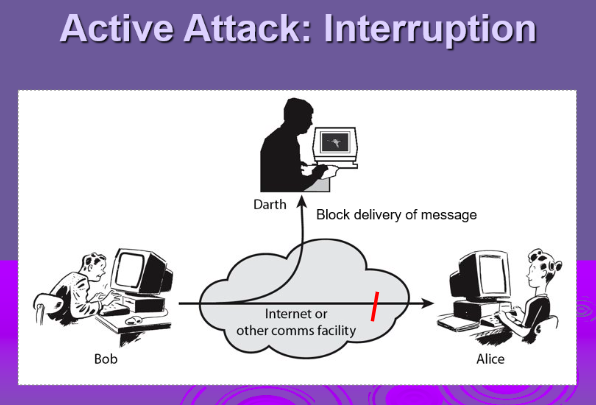 Active Attack: Interruption
Darth
Block delivery of message
Internet or
other comms facility
Bob
Alice